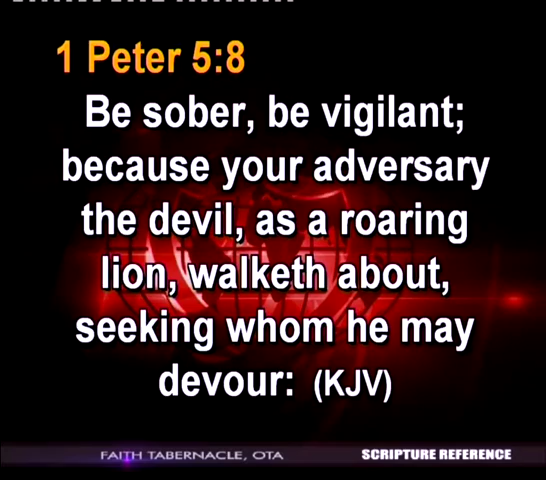 1 Peter 5:8
Be sober, be vigilant;
because your adversary
the devil, as a roaring
lion, walketh about,
seeking whom he may
devour: (KJV)
FAITH TABERNACLE, OTA
SCRIPTURE REFERENCE